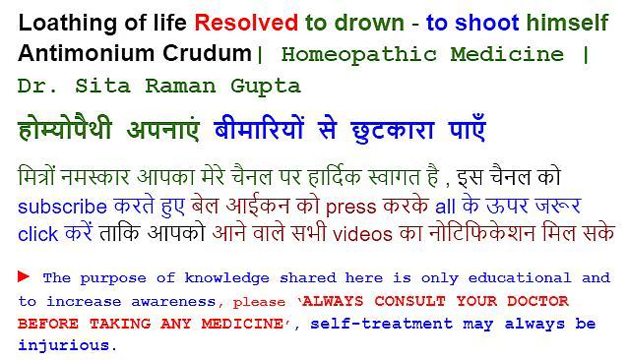 Loathing of life Resolved to drown - to shoot himself
Antimonium Crudum| Homeopathic Medicine |
Dr. Sita Raman Gupta
होम्योपैथी अपनाएं बीमारियों से छुटकारा पाएँ
मित्रों नमस्कार आपका मेरे चैनल पर हार्दिक स्वागत है , इस चैनल को
subscribe करते हुए बेल आईकन को press करके all के ऊपर जरूर
click करें ताकि आपको आने वाले सभी videos का नोटिफिकेशन मिल सके
► The purpose of knowledge shared here is only educational and
to increase awareness, please ‘ALWAYS CONSULT YOUR DOCTOR
BEFORE TAKING ANY MEDICINE’, self-treatment may always be
injurious.